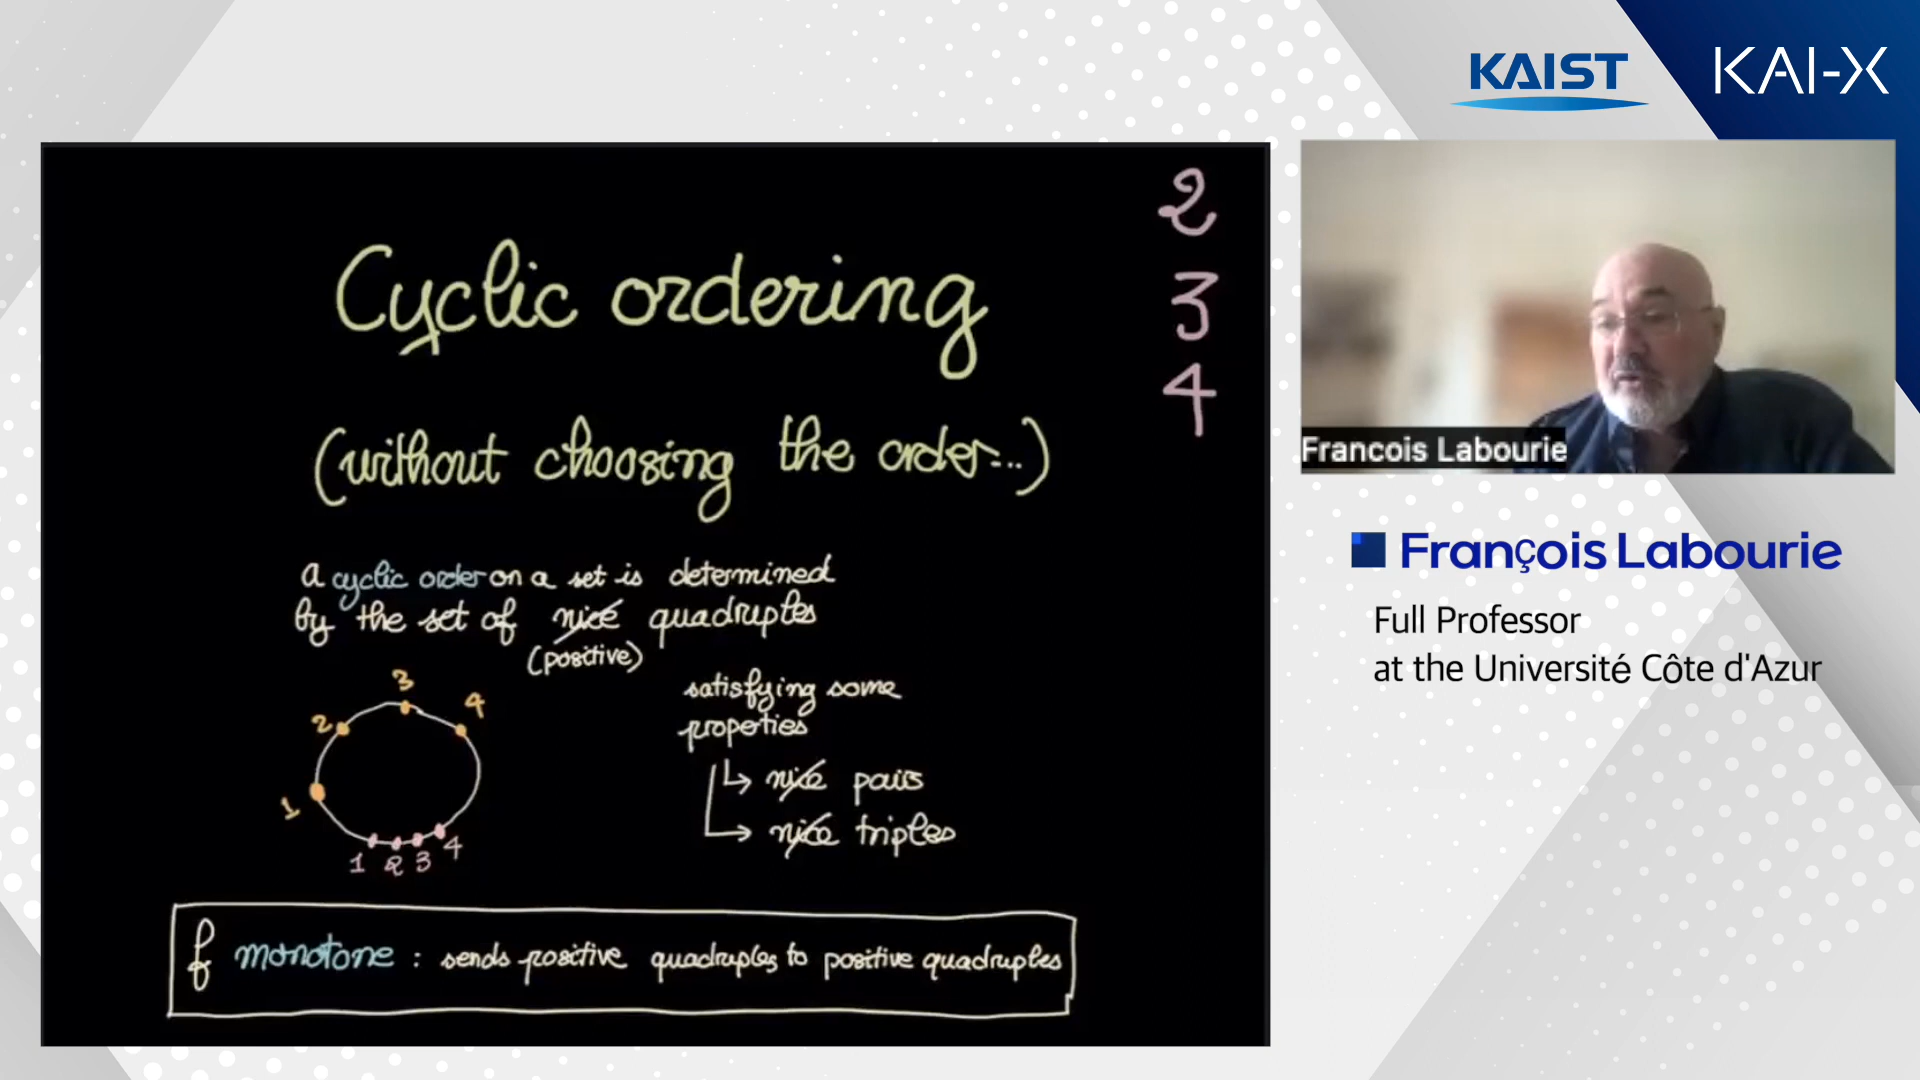 KAIST
KAI-X
2
3
4
Cyclic ordering
(without choosing the order...)
a cyclic order on a set is determined
by the set of nice quadruples
(positive)
satisfying some
propeties
nice pairs
nice triples
3
2
4
1
1 2 3 4
f monotone : sends positive quadruples to positive quadruples
Francois Labourie
François Labourie
Full Professor
at the Université Côte d'Azur